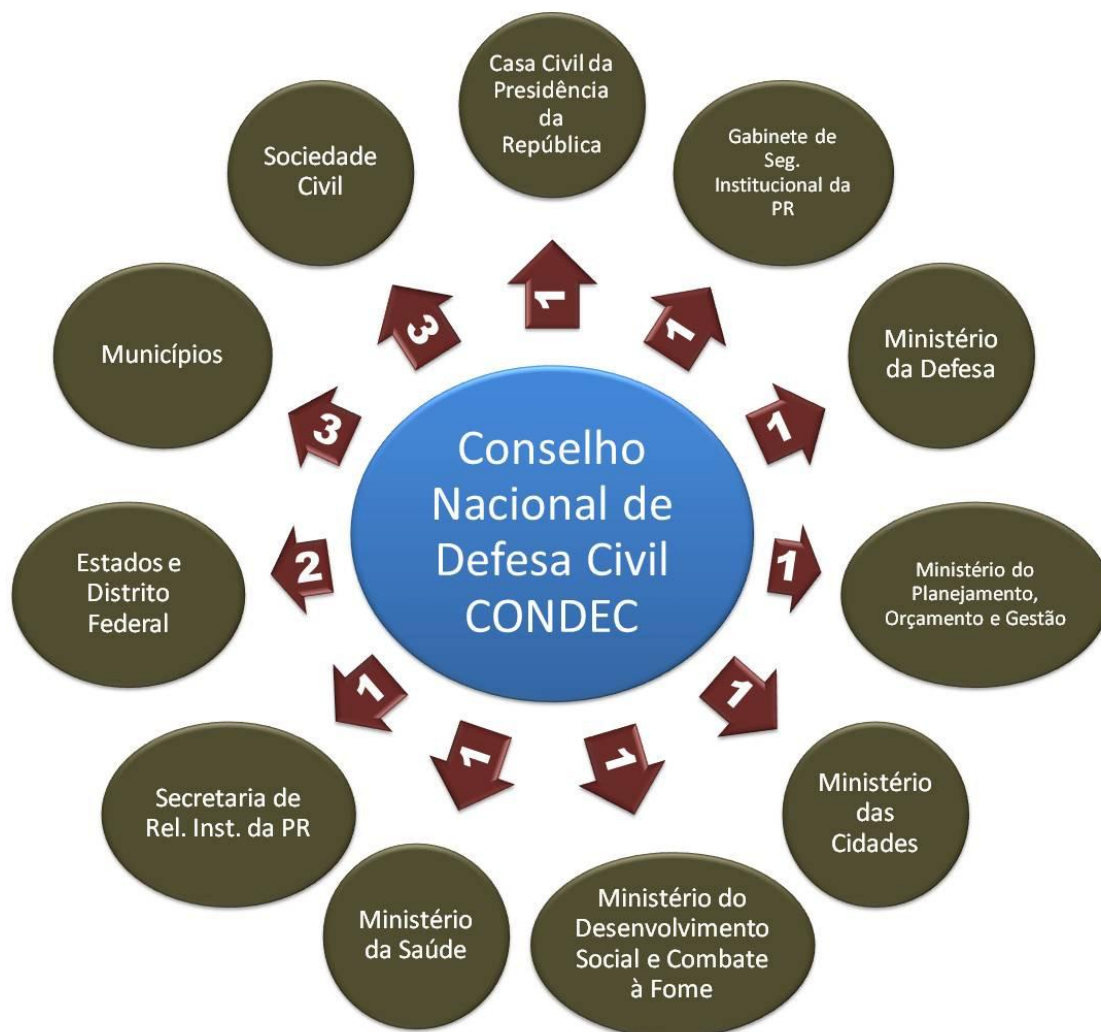 Casa Civil da
Presidência
da
República
Gabinete de
Seg.
Institucional da
PR
Ministério
da Defesa
Ministério do
Planejamento,
Orçamento e Gestão
Ministério
das
Cidades
Ministério do
Desenvolvimento
Social e Combate
à Fome
Ministério
da Saúde
Secretaria de
Rel. Inst. da PR
Estados e
Distrito
Federal
Municípios
Sociedade
Civil
1
1
1
1
1
1
1
1
2
3
3
Conselho
Nacional de
Defesa Civil
CONDEC